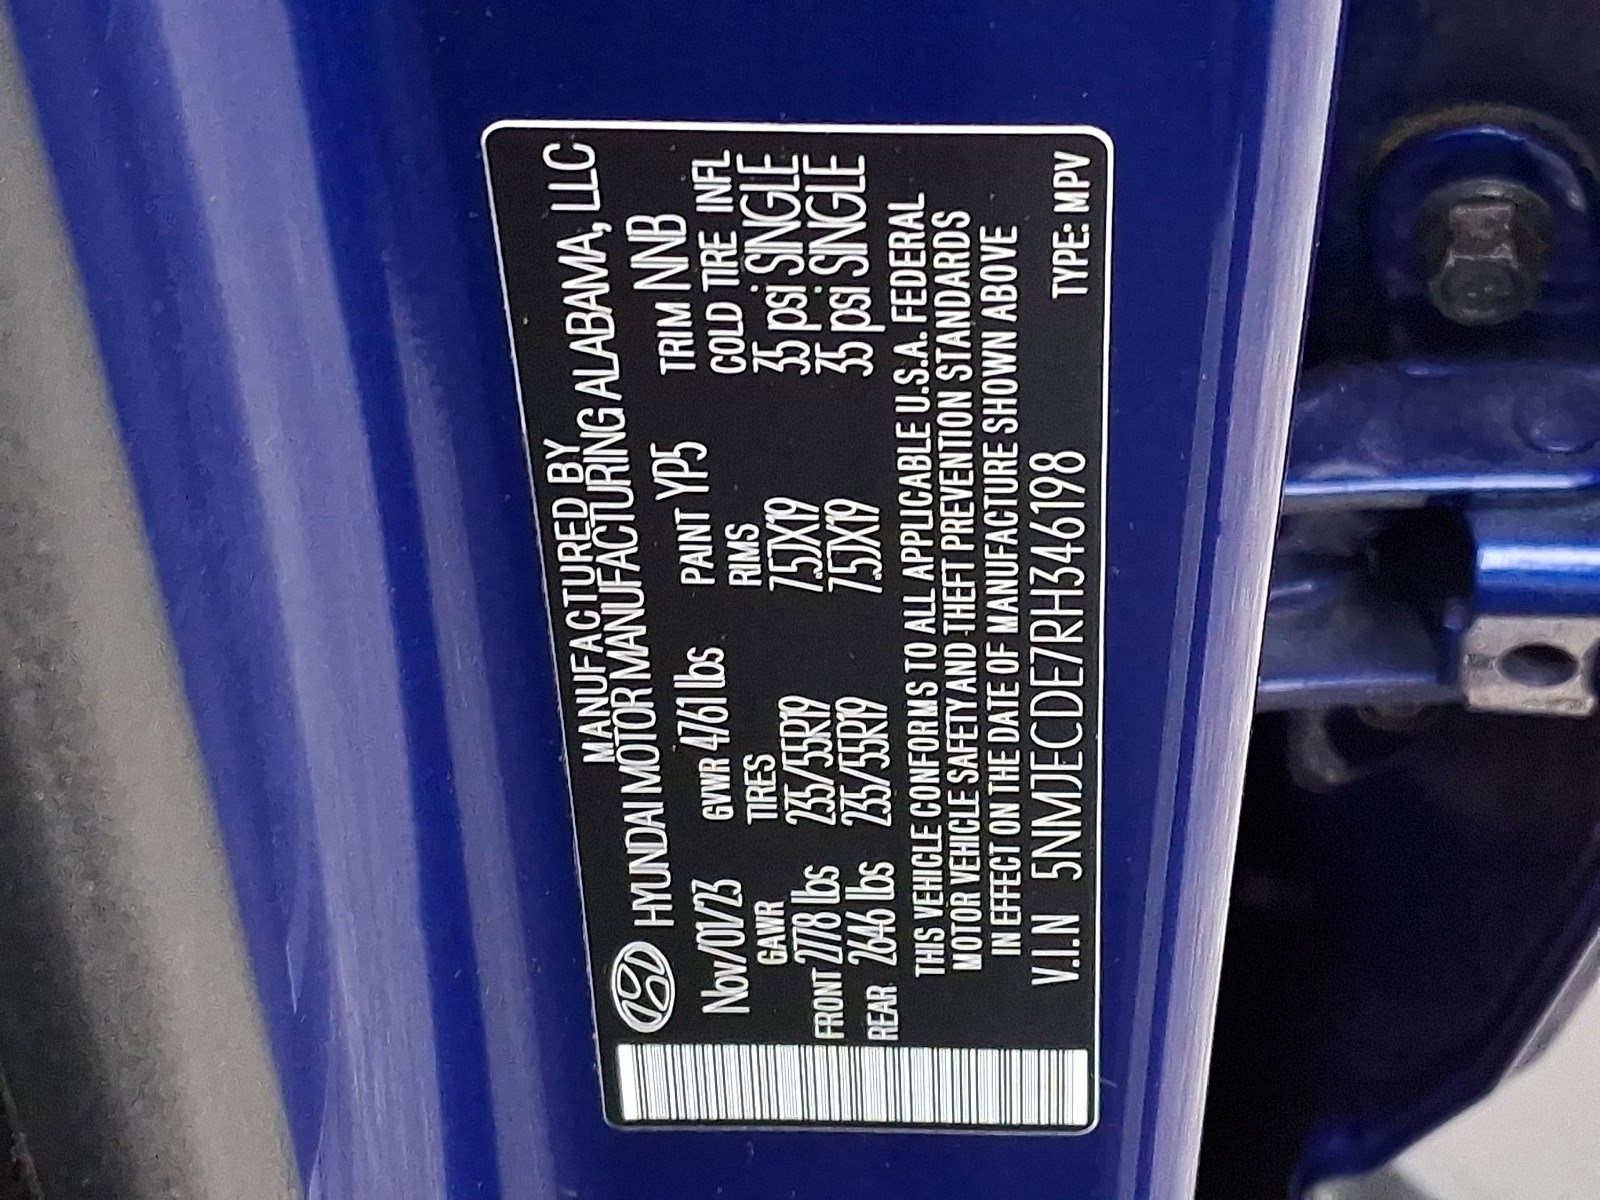 MANUFACTURED BY
HYUNDAI MOTOR MANUFACTURING ALABAMA, LLC
Nov/01/23 GVWR 4761 lbs PAINT YP5 TRIM NNB
GAWR TIRES RIMS COLD TIRE INFL
FRONT 2778 lbs 235/55R19 7.5JX19 35 psi SINGLE
REAR 2646 lbs 235/55R19 7.5JX19 35 psi SINGLE
THIS VEHICLE CONFORMS TO ALL APPLICABLE U.S.A. FEDERAL
MOTOR VEHICLE SAFETY AND THEFT PREVENTION STANDARDS
IN EFFECT ON THE DATE OF MANUFACTURE SHOWN ABOVE
V.I.N 5NMJECDE7RH346198 TYPE: MPV